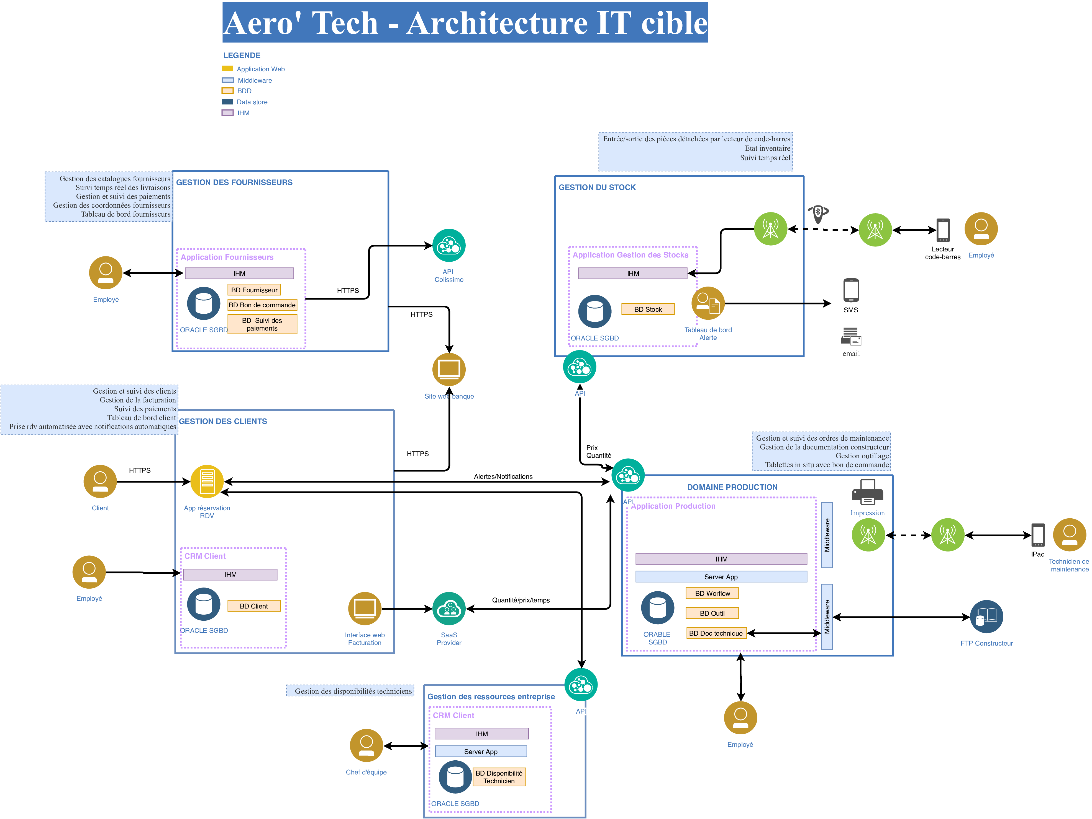 Aero' Tech - Architecture IT cible
LEGENDE
Application Web
Middleware
BDD
Data store
IHM
Entrée/sortie des pièces détachées par lecteur de code-barres
Etat inventaire
Suivi temps réel
Gestion des catalogues fournisseurs
Suivi temps réel des livraisons
Gestion et suivi des paiements
Gestion des coordonnées fournisseurs
Tableau de bord fournisseurs
GESTION DES FOURNISSEURS
Application Fournisseurs
IHM
BD Fournisseur
BD Bon de commande
BD Suivi des
paiements
ORACLE SGBD
Employé
HTTPS
API
Colissimo
HTTPS
Site web banque
GESTION DU STOCK
Application Gestion des Stocks
IHM
BD Stock
ORACLE SGBD
Tableau de bord
Alerte
Lecteur
code-barres
Employé
SMS
email
API
Prix
Quantité
Gestion et suivi des clients
Gestion de la facturation
Suivi des paiements
Tableau de bord client
Prise rdv automatisée avec notifications automatiques
GESTION DES CLIENTS
HTTPS
HTTPS
Client
App réservation
RDV
Alertes/Notifications
CRM Client
IHM
BD Client
ORACLE SGBD
Employé
Interface web
Facturation
SaaS
Provider
Quantité/prix/temps
Gestion et suivi des ordres de maintenance
Gestion de la documentation constructeur
Gestion outillage
Tablettes in situ avec bon de commande
DOMAINE PRODUCTION
API
Application Production
Impression
Middleware
IHM
Server App
BD Worflow
BD Outil
BD Doc technique
ORABLE
SGBD
Middleware
IPad
Technicien de
maintenance
FTP Constructeur
Employé
Gestion des disponibilités techniciens
Gestion des ressources entreprise
API
CRM Client
IHM
Server App
BD Disponibilité
Technicien
ORACLE SGBD
Chef d'équipe